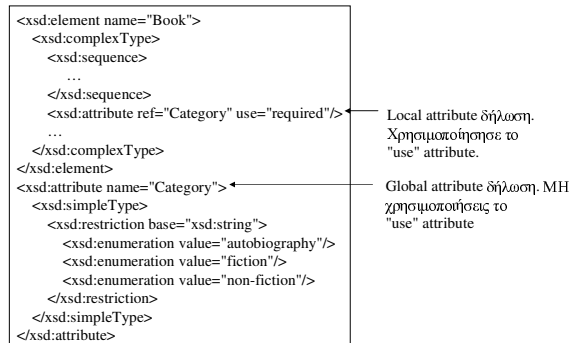 <xsd:element name="Book">
<xsd:complexType>
<xsd:sequence>
…
</xsd:sequence>
<xsd:attribute ref="Category" use="required"/>
…
</xsd:complexType>
</xsd:element>
<xsd:attribute name="Category">
<xsd:simpleType>
<xsd:restriction base="xsd:string">
<xsd:enumeration value="autobiography"/>
<xsd:enumeration value="fiction"/>
<xsd:enumeration value="non-fiction"/>
</xsd:restriction>
</xsd:simpleType>
</xsd:attribute>
Local attribute δήλωση.
Χρησιμοποίησησε το
"use" attribute.
Global attribute δήλωση. ΜΗ
χρησιμοποιήσεις το
"use" attribute